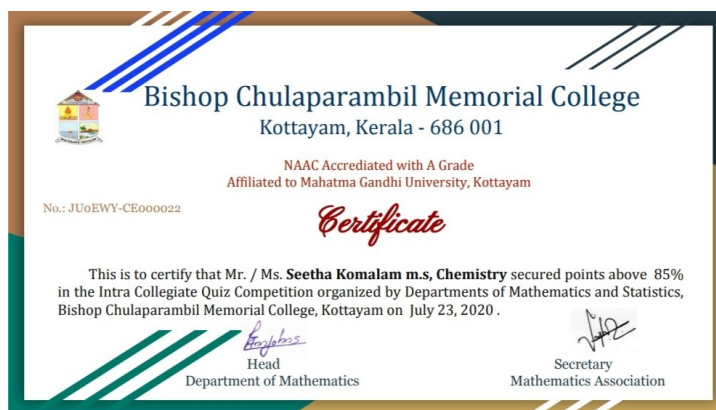 Bishop Chulaparambil Memorial College
Kottayam, Kerala - 686 001
NAAC Accrediated with A Grade
Affiliated to Mahatma Gandhi University, Kottayam
No.: JU0EWY-CE000022
Certificate
This is to certify that Mr. / Ms. Seetha Komalam m.s, Chemistry secured points above 85%
in the Intra Collegiate Quiz Competition organized by Departments of Mathematics and Statistics,
Bishop Chulaparambil Memorial College, Kottayam on July 23, 2020 .
Head
Department of Mathematics
Secretary
Mathematics Association